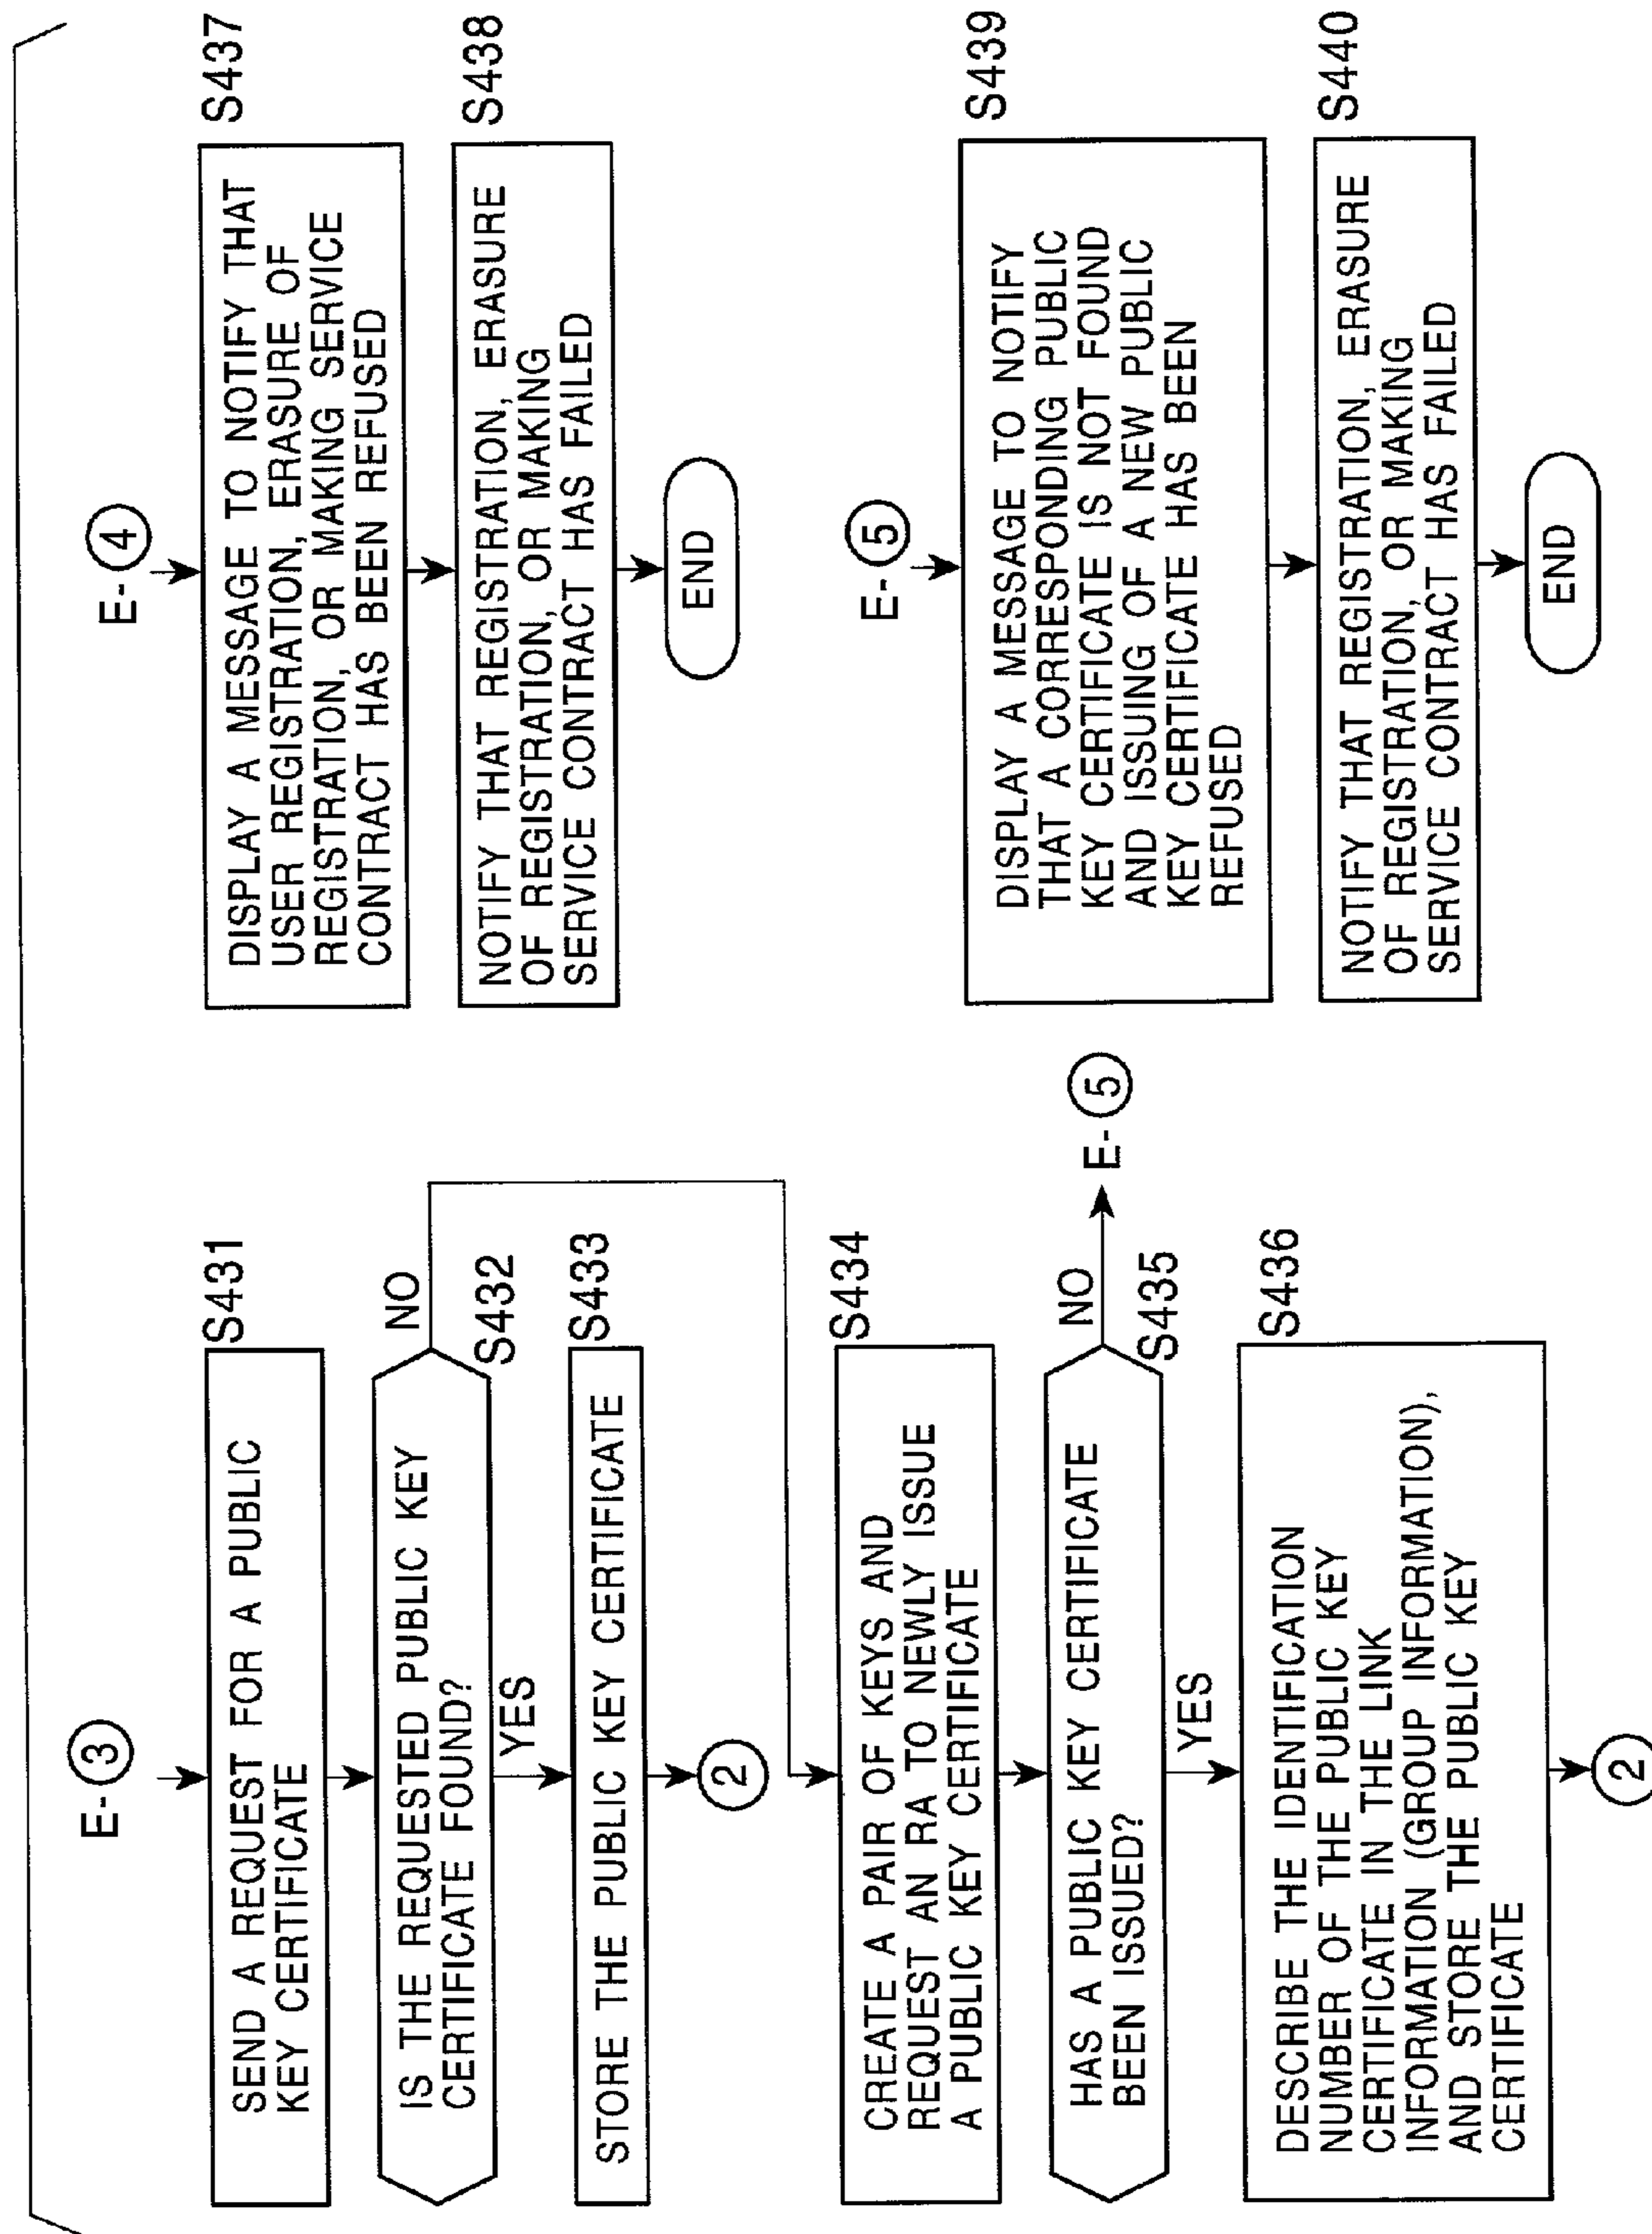 E-3
SEND A REQUEST FOR A PUBLIC
KEY CERTIFICATE
S431
IS THE REQUESTED PUBLIC KEY
CERTIFICATE FOUND?
NO
S432
YES
STORE THE PUBLIC KEY CERTIFICATE
S433
2
CREATE A PAIR OF KEYS AND
REQUEST AN RA TO NEWLY ISSUE
A PUBLIC KEY CERTIFICATE
S434
HAS A PUBLIC KEY CERTIFICATE
BEEN ISSUED?
NO
E-5
S435
YES
DESCRIBE THE IDENTIFICATION
NUMBER OF THE PUBLIC KEY
CERTIFICATE IN THE LINK
INFORMATION (GROUP INFORMATION),
AND STORE THE PUBLIC KEY
CERTIFICATE
S436
2
E-4
DISPLAY A MESSAGE TO NOTIFY THAT
USER REGISTRATION, ERASURE OF
REGISTRATION, OR MAKING SERVICE
CONTRACT HAS BEEN REFUSED
S437
NOTIFY THAT REGISTRATION, ERASURE
OF REGISTRATION, OR MAKING
SERVICE CONTRACT HAS FAILED
S438
END
E-5
DISPLAY A MESSAGE TO NOTIFY
THAT A CORRESPONDING PUBLIC
KEY CERTIFICATE IS NOT FOUND
AND ISSUING OF A NEW PUBLIC
KEY CERTIFICATE HAS BEEN
REFUSED
S439
NOTIFY THAT REGISTRATION, ERASURE
OF REGISTRATION, OR MAKING
SERVICE CONTRACT HAS FAILED
S440
END